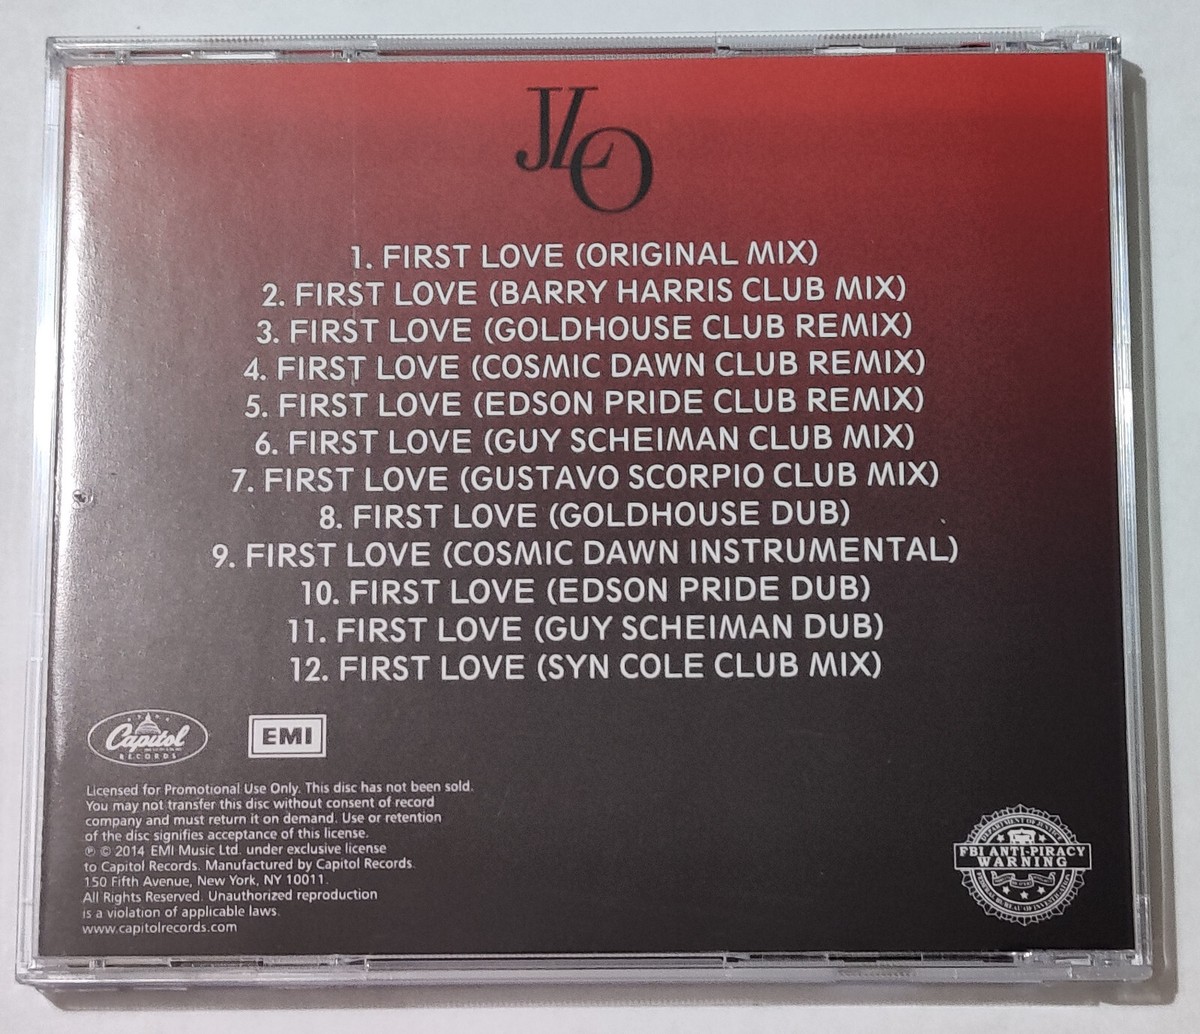 JLO
1. FIRST LOVE (ORIGINAL MIX)
2. FIRST LOVE (BARRY HARRIS CLUB MIX)
3. FIRST LOVE (GOLDHOUSE CLUB REMIX)
4. FIRST LOVE (COSMIC DAWN CLUB REMIX)
5. FIRST LOVE (EDSON PRIDE CLUB REMIX)
6. FIRST LOVE (GUY SCHEIMAN CLUB MIX)
7. FIRST LOVE (GUSTAVO SCORPIO CLUB MIX)
8. FIRST LOVE (GOLDHOUSE DUB)
9. FIRST LOVE (COSMIC DAWN INSTRUMENTAL)
10. FIRST LOVE (EDSON PRIDE DUB)
11. FIRST LOVE (GUY SCHEIMAN DUB)
12. FIRST LOVE (SYN COLE CLUB MIX)
Capitol
RECORDS
EMI
Licensed for Promotional Use Only. This disc has not been sold.
You may not transfer this disc without consent of record
company and must return it on demand. Use or retention
of the disc signifies acceptance of this license.
℗ © 2014 EMI Music Ltd. under exclusive license
to Capitol Records. Manufactured by Capitol Records.
150 Fifth Avenue, New York, NY 10011.
All Rights Reserved. Unauthorized reproduction
is a violation of applicable laws.
www.capitolrecords.com
DEPARTMENT OF JUSTICE
FBI ANTI-PIRACY
WARNING
FEDERAL BUREAU OF INVESTIGATION